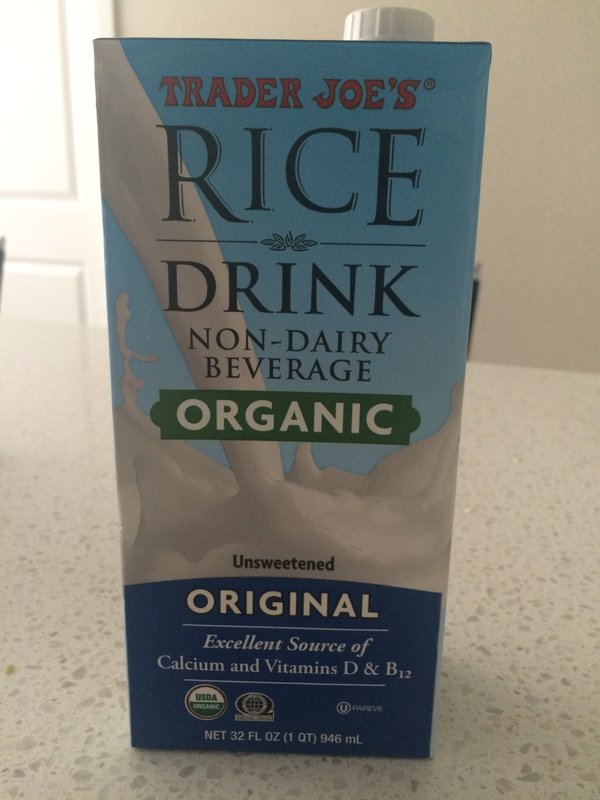 TRADER JOE'S®
RICE
DRINK
NON-DAIRY
BEVERAGE
ORGANIC
Unsweetened
ORIGINAL
Excellent Source of
Calcium and Vitamins D & B12
USDA
ORGANIC
U PAREVE
NET 32 FL OZ (1 QT) 946 mL